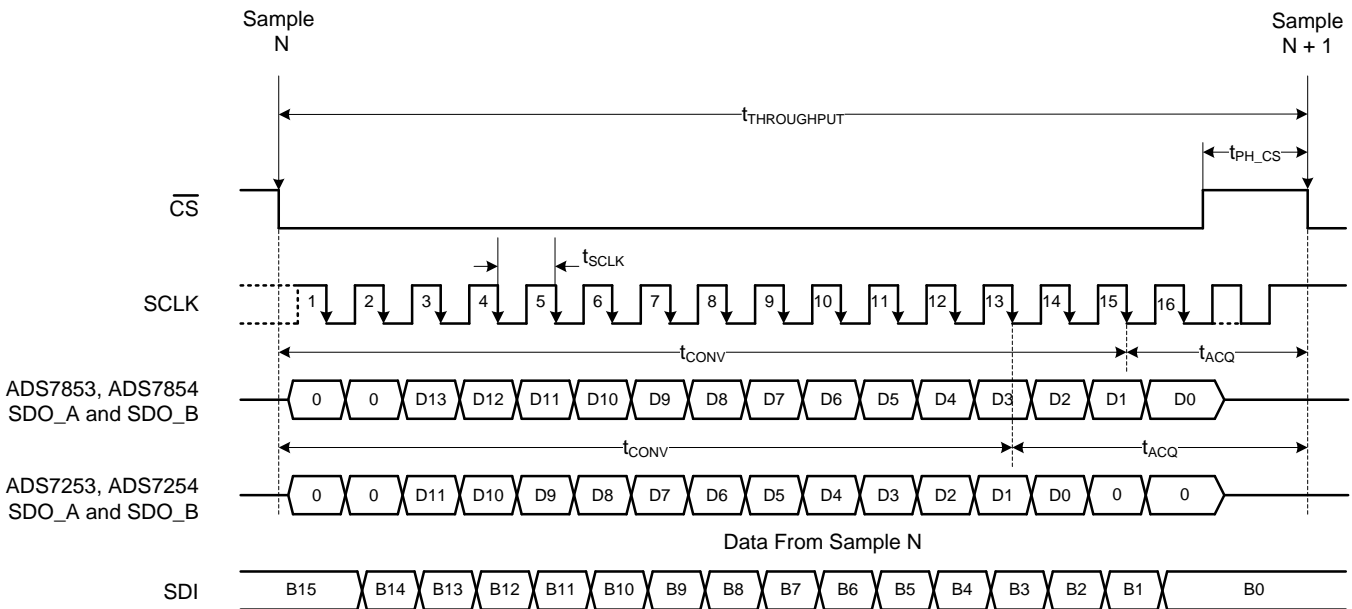 Sample N
Sample N + 1
tTHROUGHPUT
tPH_CS
CS
tSCLK
SCLK
1 2 3 4 5 6 7 8 9 10 11 12 13 14 15 16
tCONV tACQ
ADS7853, ADS7854
SDO_A and SDO_B
0 0 D13 D12 D11 D10 D9 D8 D7 D6 D5 D4 D3 D2 D1 D0
tCONV tACQ
ADS7253, ADS7254
SDO_A and SDO_B
0 0 D11 D10 D9 D8 D7 D6 D5 D4 D3 D2 D1 D0 0 0
Data From Sample N
SDI
B15 B14 B13 B12 B11 B10 B9 B8 B7 B6 B5 B4 B3 B2 B1 B0